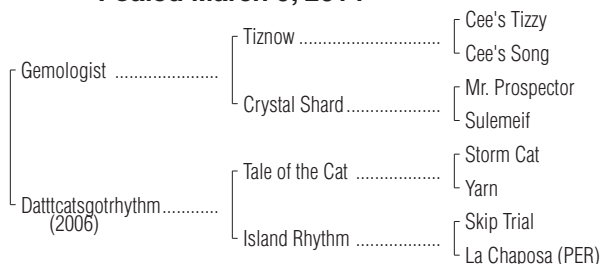 Cee's Tizzy
Tiznow
Cee's Song
Gemologist
Mr. Prospector
Crystal Shard
Sulemeif
Storm Cat
Tale of the Cat
Yarn
Datttcatsgotrhythm
(2006)
Skip Trial
Island Rhythm
La Chaposa (PER)